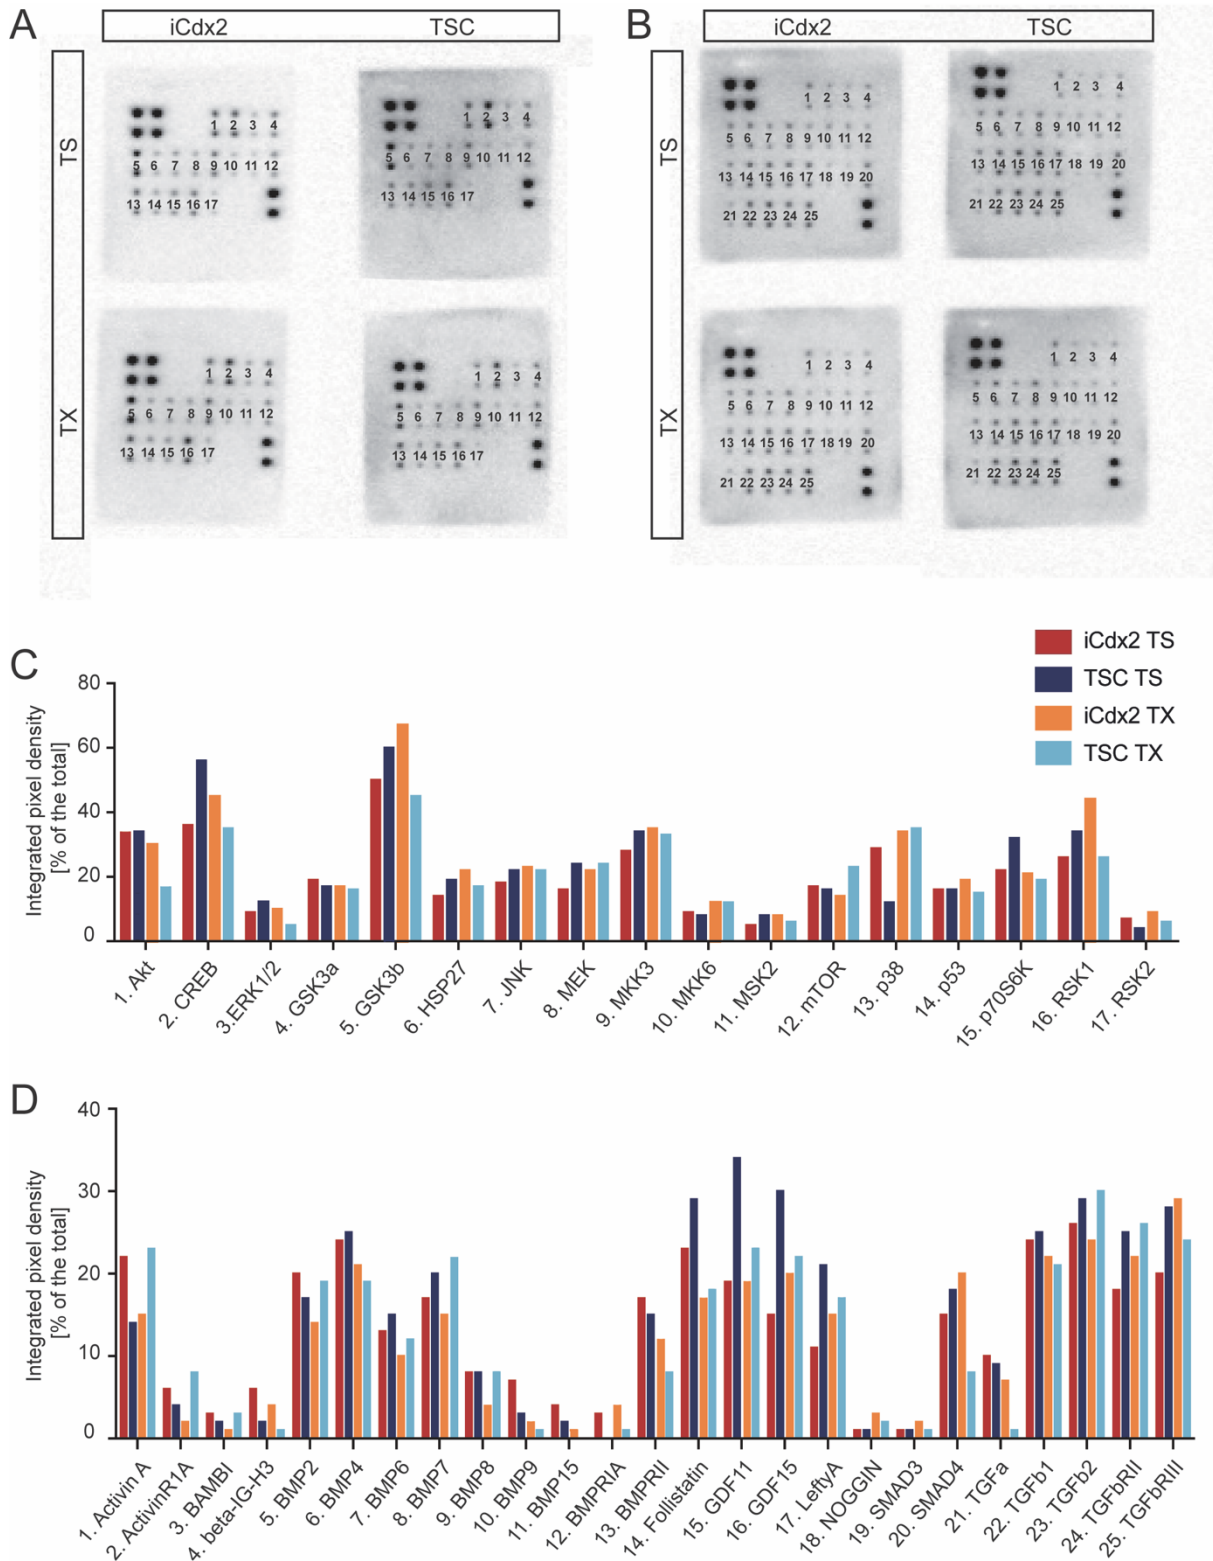 A
iCdx2 TSC
B
iCdx2 TSC
TS
1 2 3 4
5 6 7 8 9 10 11 12
13 14 15 16 17
1 2 3 4
5 6 7 8 9 10 11 12
13 14 15 16 17
TX
1 2 3 4
5 6 7 8 9 10 11 12
13 14 15 16 17
1 2 3 4
5 6 7 8 9 10 11 12
13 14 15 16 17
TS
1 2 3 4
5 6 7 8 9 10 11 12
13 14 15 16 17 18 19 20
21 22 23 24 25
1 2 3 4
5 6 7 8 9 10 11 12
13 14 15 16 17 18 19 20
21 22 23 24 25
TX
1 2 3 4
5 6 7 8 9 10 11 12
13 14 15 16 17 18 19 20
21 22 23 24 25
1 2 3 4
5 6 7 8 9 10 11 12
13 14 15 16 17 18 19 20
21 22 23 24 25
C
iCdx2 TS
TSC TS
iCdx2 TX
TSC TX
Integrated pixel density
[% of the total]
80
60
40
20
0
1. Akt
2. CREB
3.ERK1/2
4. GSK3a
5. GSK3b
6. HSP27
7. JNK
8. MEK
9. MKK3
10. MKK6
11. MSK2
12. mTOR
13. p38
14. p53
15. p70S6K
16. RSK1
17. RSK2
D
Integrated pixel density
[% of the total]
40
30
20
10
0
1. Activin A
2. ActivinR1A
3. BAMBI
4. beta-IG-H3
5. BMP2
6. BMP4
7. BMP6
8. BMP7
9. BMP8
10. BMP9
11. BMP15
12. BMPRIA
13. BMPRII
14. Follistatin
15. GDF11
16. GDF15
17. LeftyA
18. NOGGIN
19. SMAD3
20. SMAD4
21. TGFa
22. TGFb1
23. TGFb2
24. TGFbRII
25. TGFbRIII